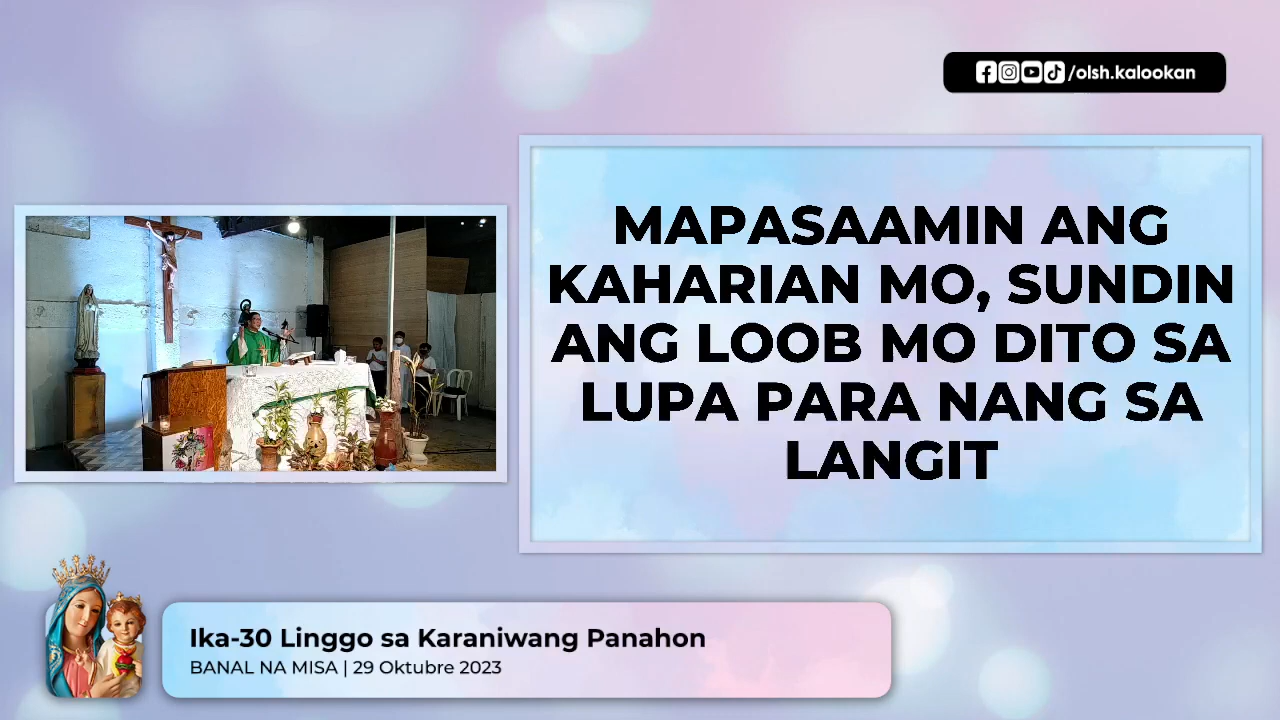 /olsh.kalookan
MAPASAAMIN ANG
KAHARIAN MO, SUNDIN
ANG LOOB MO DITO SA
LUPA PARA NANG SA
LANGIT
Ika-30 Linggo sa Karaniwang Panahon
BANAL NA MISA | 29 Oktubre 2023